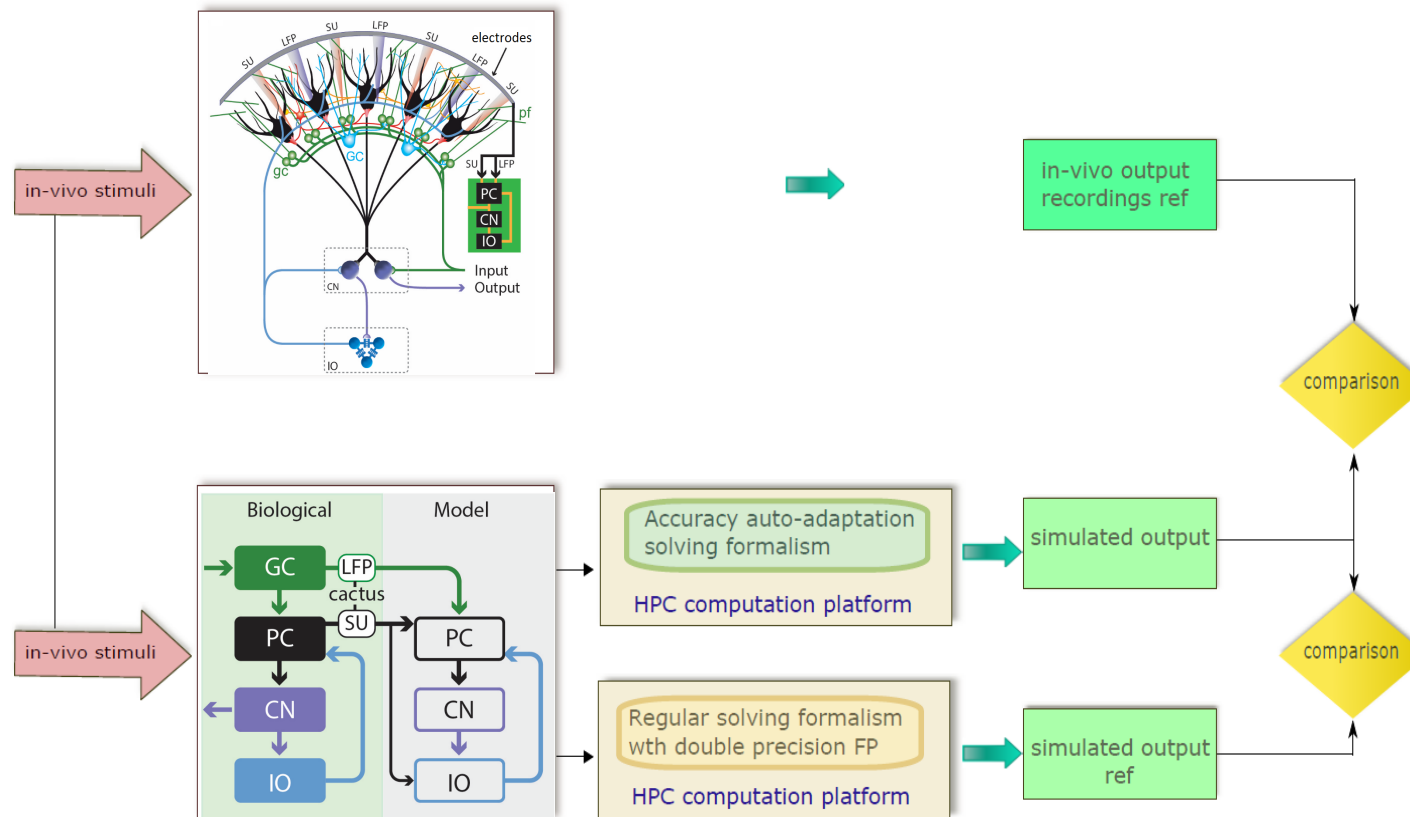 SU
LFP
SU
LFP
SU
LFP
SU
electrodes
pf
GC
gc
SU
LFP
PC
CN
IO
Input
Output
CN
IO
in-vivo stimuli
in-vivo output
recordings ref
comparison
Biological
Model
GC
LFP
cactus
SU
PC
PC
CN
CN
IO
IO
in-vivo stimuli
Accuracy auto-adaptation
solving formalism
HPC computation platform
simulated output
Regular solving formalism
wth double precision FP
HPC computation platform
simulated output
ref
comparison